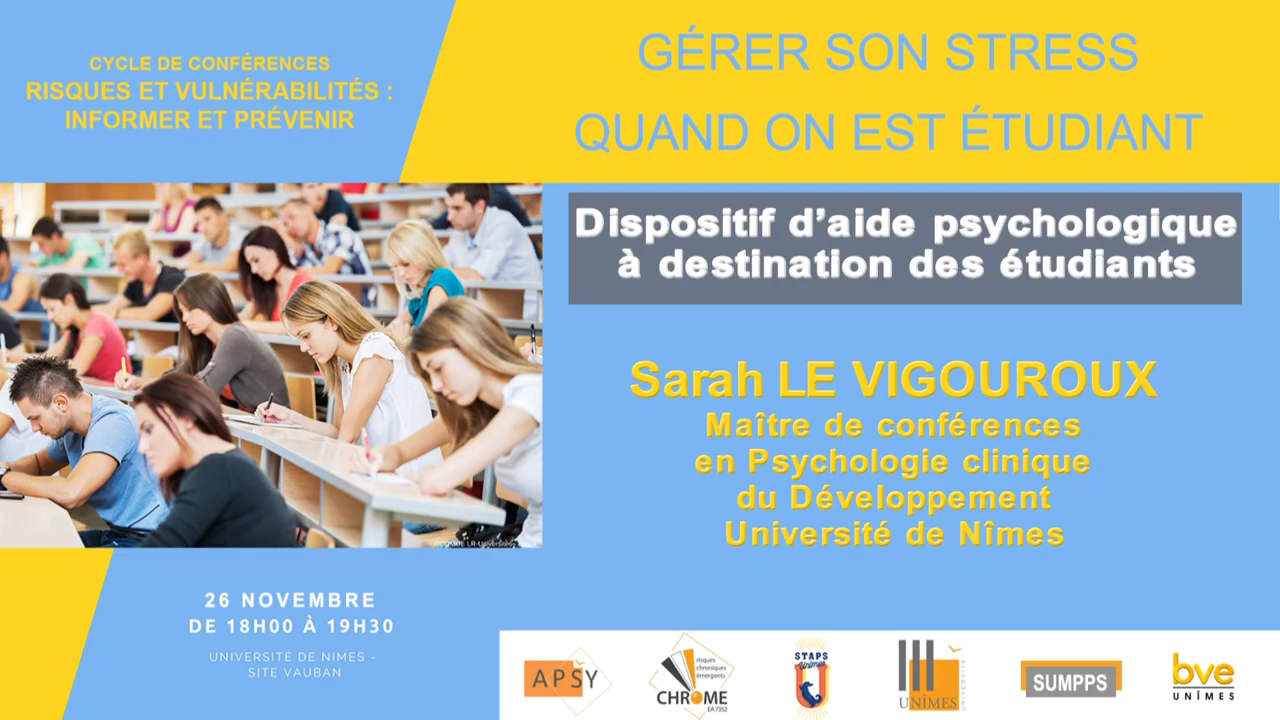 CYCLE DE CONFÉRENCES
RISQUES ET VULNÉRABILITÉS :
INFORMER ET PRÉVENIR
GÉRER SON STRESS
QUAND ON EST ÉTUDIANT
Dispositif d’aide psychologique
à destination des étudiants
Sarah LE VIGOUROUX
Maître de conférences
en Psychologie clinique
du Développement
Université de Nîmes
26 NOVEMBRE
DE 18H00 À 19H30
UNIVERSITÉ DE NIMES -
SITE VAUBAN
APSY
risques
chroniques
émergents
CHROME
EA 7352
STAPS
Unîmes
UNÎMES
UNIVERSITÉ
SUMPPS
bve
UNÎMES